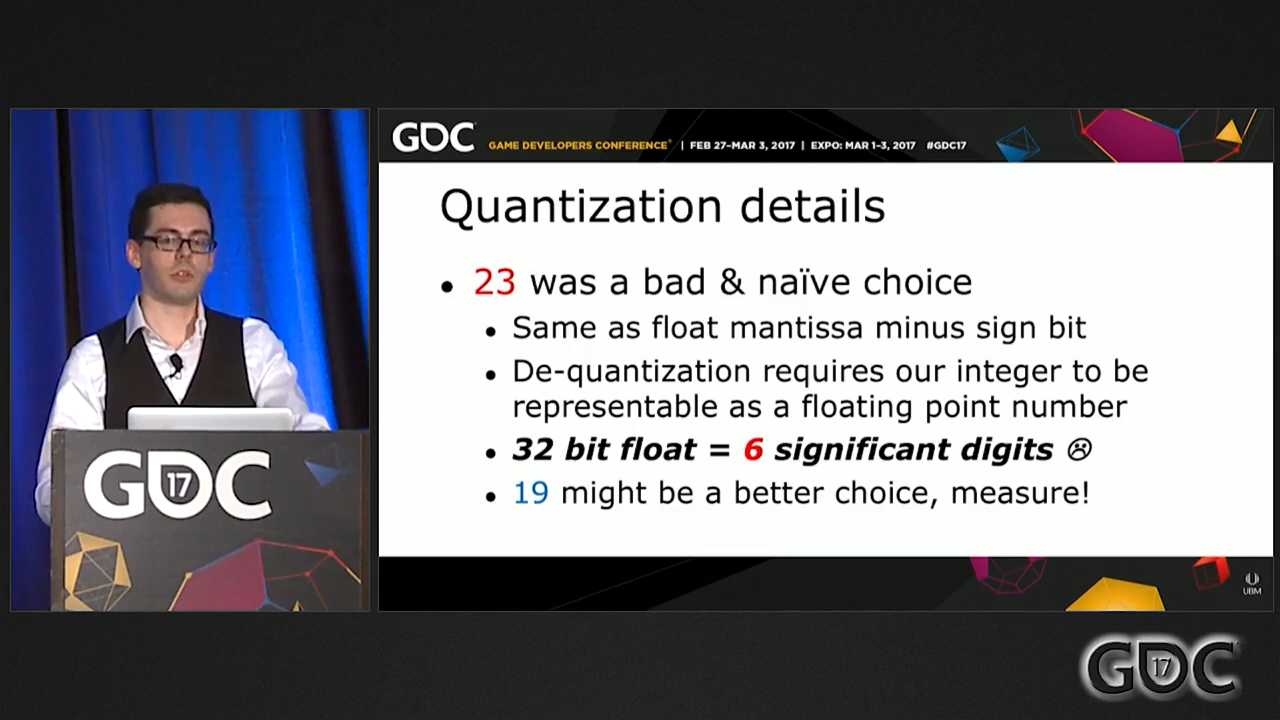 GDC
GAME DEVELOPERS CONFERENCE® | FEB 27–MAR 3, 2017 | EXPO: MAR 1–3, 2017 #GDC17
Quantization details
• 23 was a bad & naïve choice
• Same as float mantissa minus sign bit
• De-quantization requires our integer to be
representable as a floating point number
• 32 bit float = 6 significant digits ☹
• 19 might be a better choice, measure!
GDC
17
UBM
GDC
17